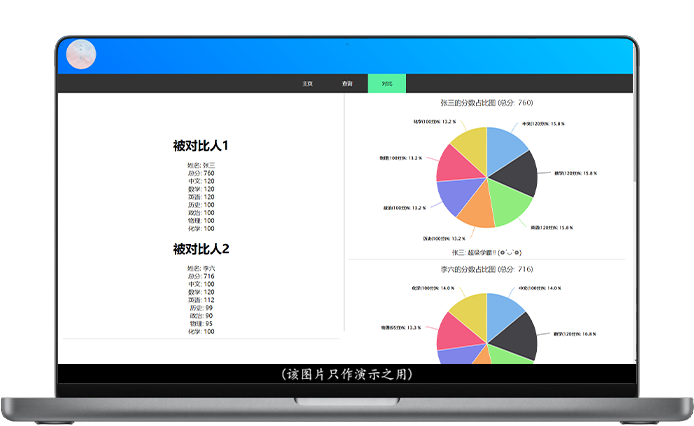 主页 查询 对比
被对比人1
姓名: 张三
总分: 760
中文: 120
数学: 120
英语: 120
历史: 100
政治: 100
物理: 100
化学: 100
被对比人2
姓名: 李六
总分: 716
中文: 100
数学: 120
英语: 112
历史: 99
政治: 90
物理: 95
化学: 100
张三的分数占比图 (总分: 760)
化学(100分)%: 13.2 %
中文(120分)%: 15.8 %
物理(100分)%: 13.2 %
数学(120分)%: 15.8 %
政治(100分)%: 13.2 %
英语(120分)%: 15.8 %
历史(100分)%: 13.2 %
张三: 超级学霸!!
李六的分数占比图 (总分: 716)
化学(100分)%: 14.0 %
中文(100分)%: 14.0 %
物理(95分)%: 13.3 %
数学(120分)%: 16.8 %
(该图片只作演示之用)